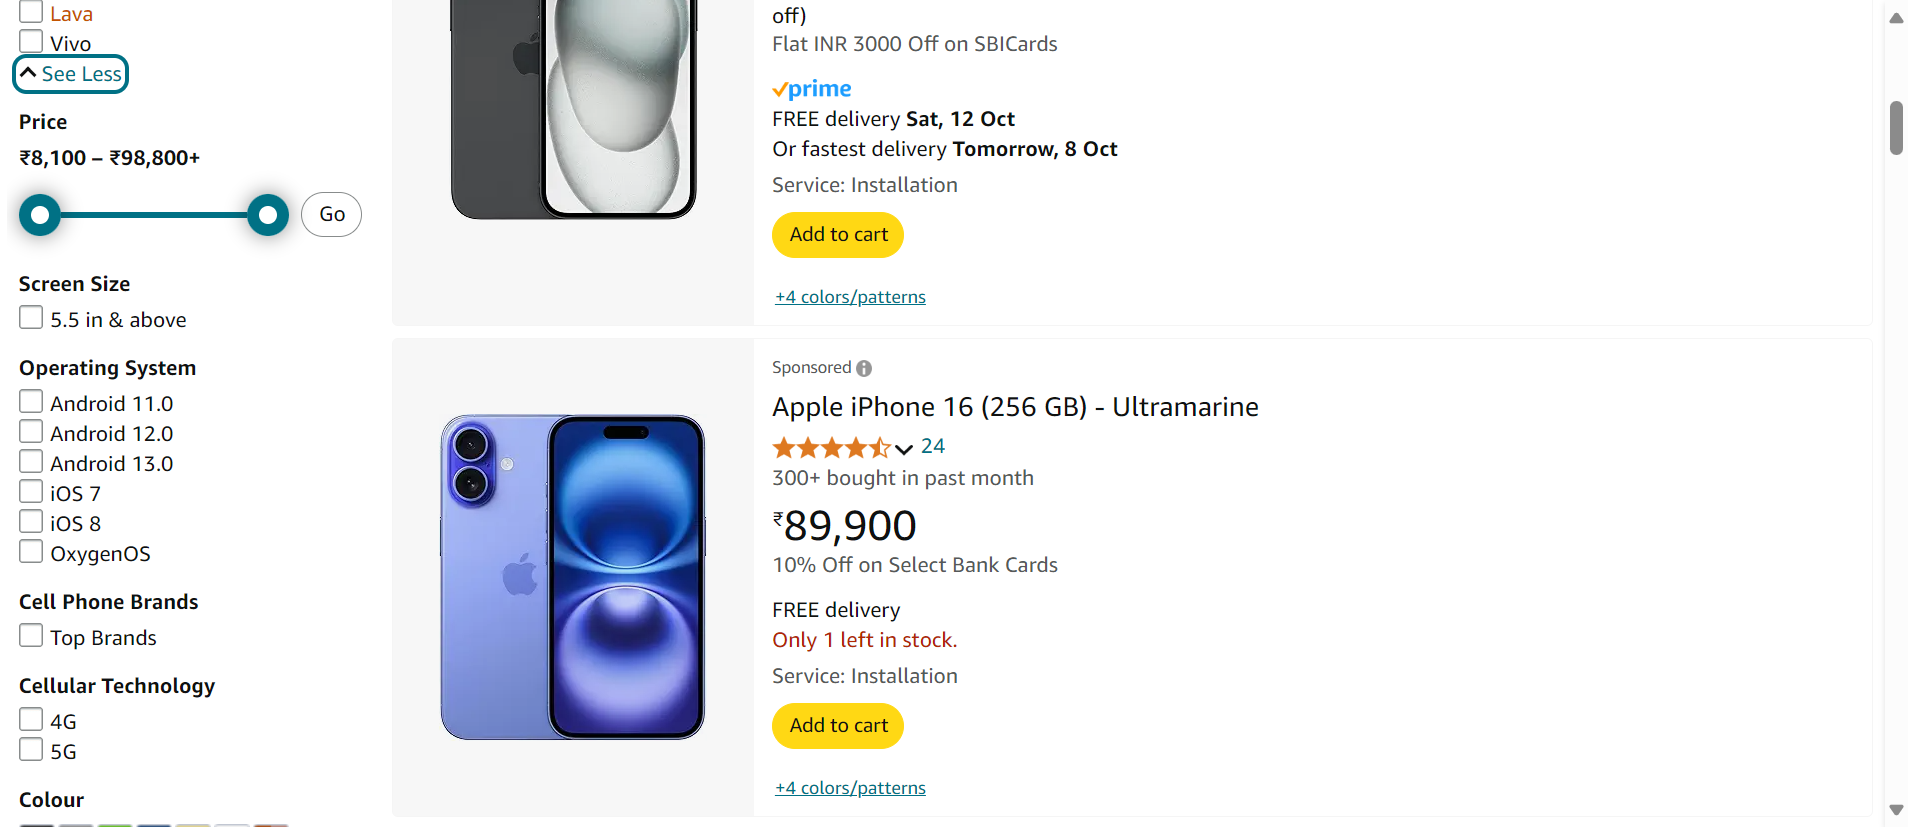 Lava
Vivo
See Less
Price
₹8,100 – ₹98,800+
Go
Screen Size
5.5 in & above
Operating System
Android 11.0
Android 12.0
Android 13.0
iOS 7
iOS 8
OxygenOS
Cell Phone Brands
Top Brands
Cellular Technology
4G
5G
Colour
off)
Flat INR 3000 Off on SBICards
prime
FREE delivery Sat, 12 Oct
Or fastest delivery Tomorrow, 8 Oct
Service: Installation
Add to cart
+4 colors/patterns
Sponsored
Apple iPhone 16 (256 GB) - Ultramarine
24
300+ bought in past month
₹89,900
10% Off on Select Bank Cards
FREE delivery
Only 1 left in stock.
Service: Installation
Add to cart
+4 colors/patterns